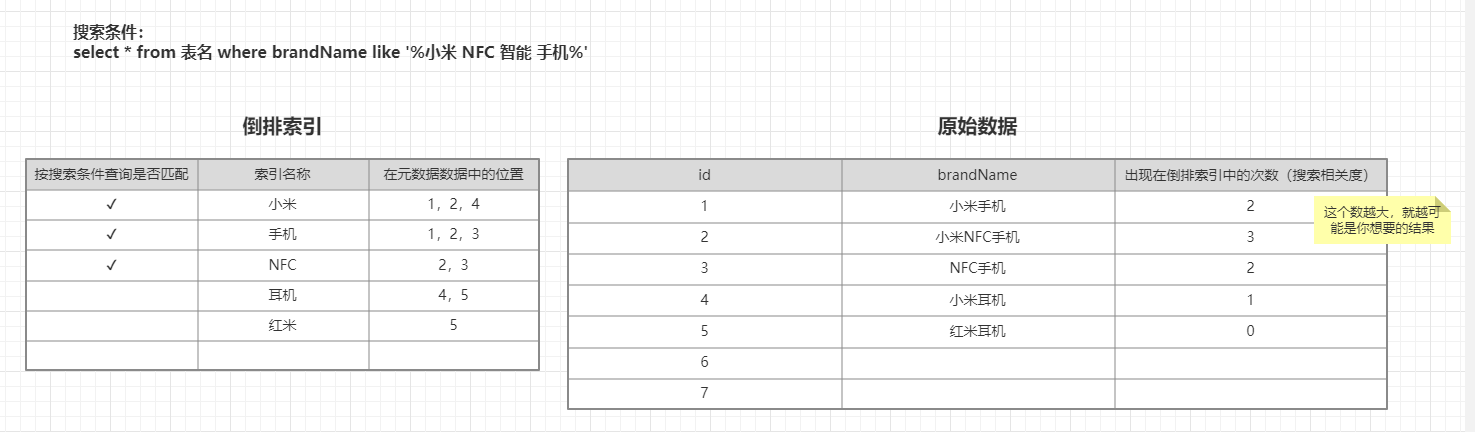 搜索条件：
select * from 表名 where brandName like '%小米 NFC 智能 手机%'
倒排索引
按搜索条件查询是否匹配 索引名称 在元数据数据中的位置
✓ 小米 1，2，4
✓ 手机 1，2，3
✓ NFC 2，3
耳机 4，5
红米 5
原始数据
id brandName 出现在倒排索引中的次数（搜索相关度）
1 小米手机 2
2 小米NFC手机 3
3 NFC手机 2
4 小米耳机 1
5 红米耳机 0
6
7
这个数越大，就越可
能是你想要的结果